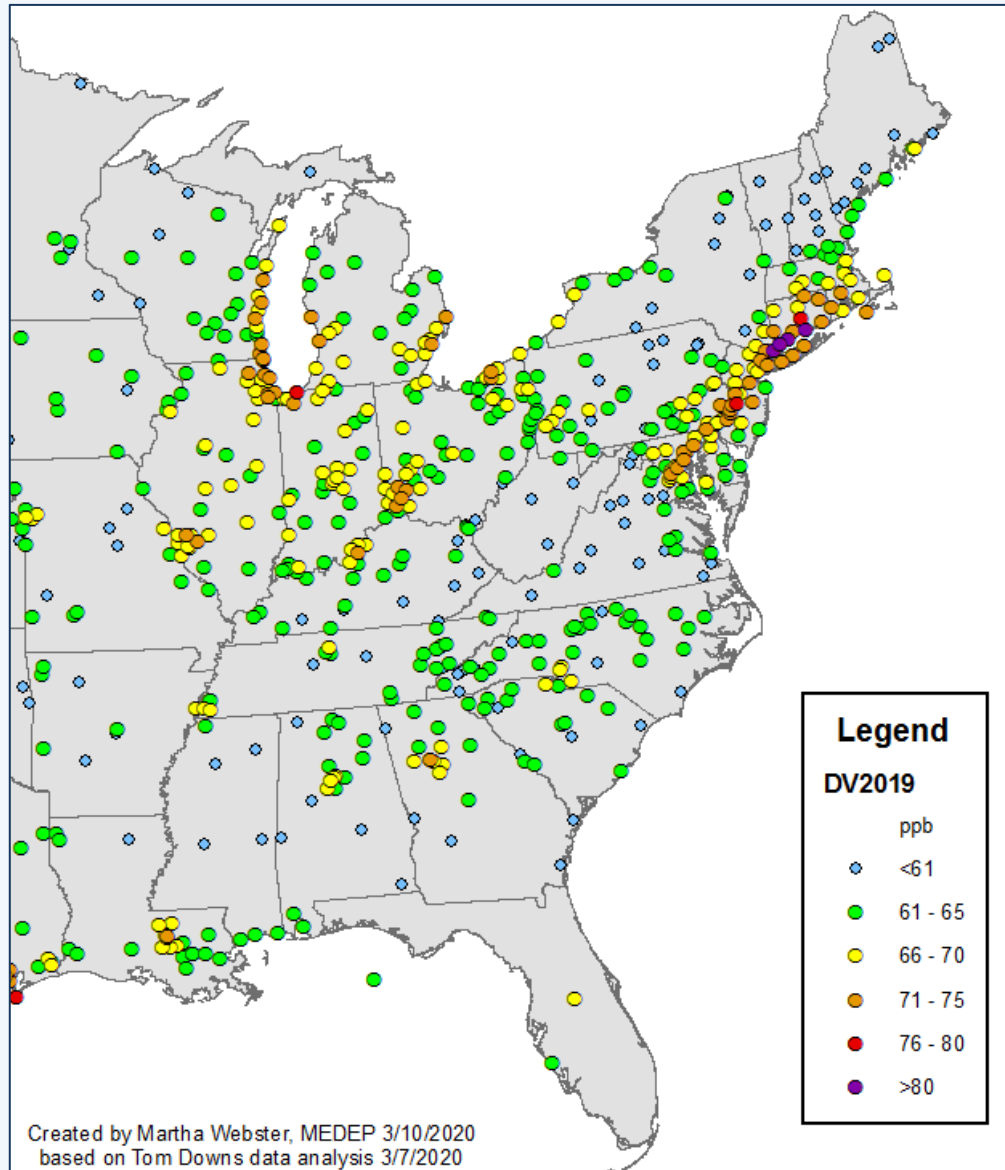 Legend
DV2019
ppb
<61
61 - 65
66 - 70
71 - 75
76 - 80
>80
Created by Martha Webster, MEDEP 3/10/2020
based on Tom Downs data analysis 3/7/2020